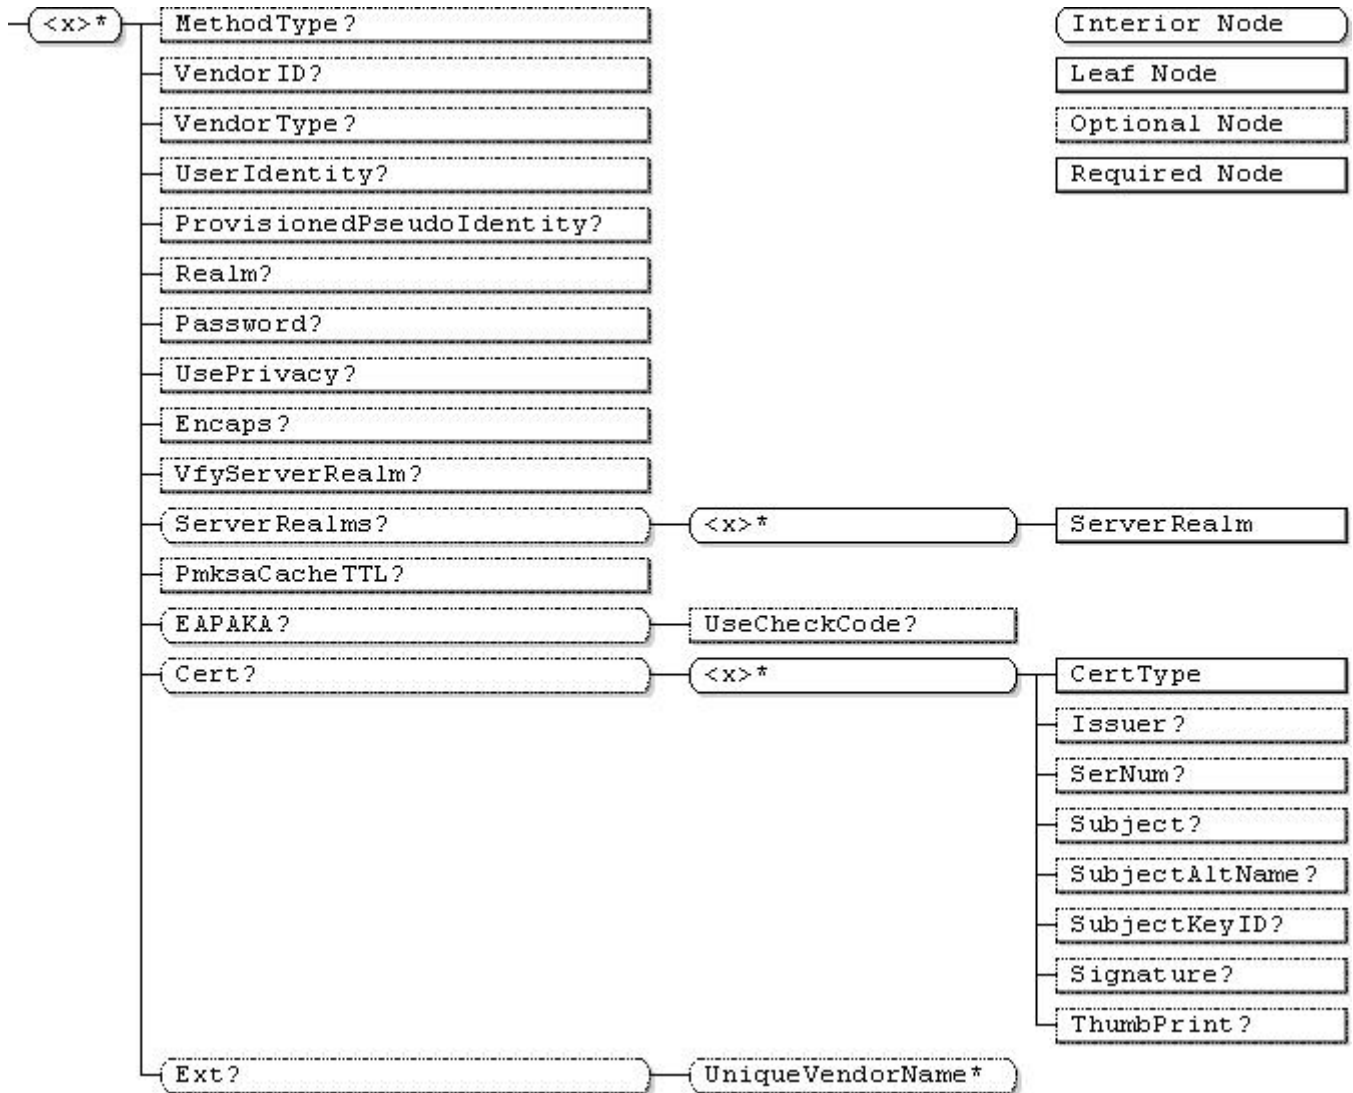 <x>*
MethodType?
Interior Node
VendorID?
Leaf Node
VendorType?
Optional Node
UserIdentity?
Required Node
ProvisionedPseudoIdentity?
Realm?
Password?
UsePrivacy?
Encaps?
VfyServerRealm?
ServerRealms?
<x>*
ServerRealm
PmksaCacheTTL?
EAPAKA?
UseCheckCode?
Cert?
<x>*
CertType
Issuer?
SerNum?
Subject?
SubjectAltName?
SubjectKeyID?
Signature?
ThumbPrint?
Ext?
UniqueVendorName*